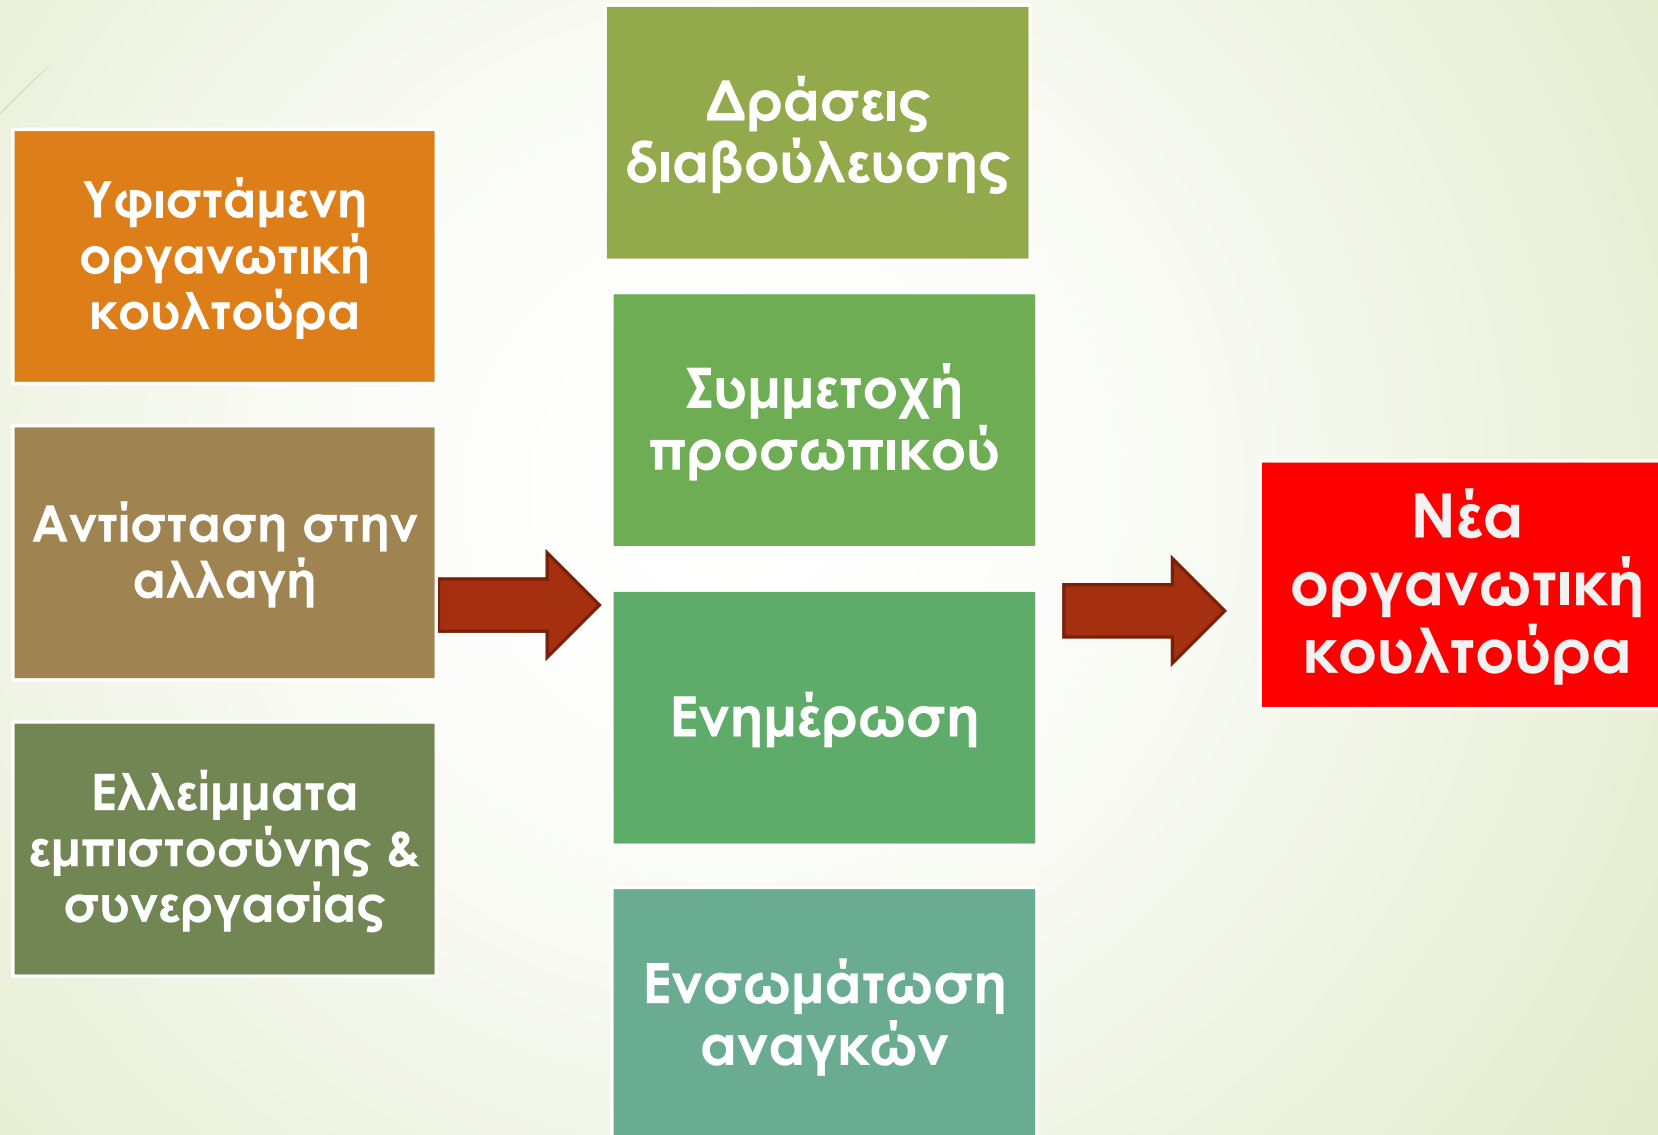 Υφιστάμενη
οργανωτική
κουλτούρα
Αντίσταση στην
αλλαγή
Ελλείμματα
εμπιστοσύνης &
συνεργασίας
Δράσεις
διαβούλευσης
Συμμετοχή
προσωπικού
Ενημέρωση
Ενσωμάτωση
αναγκών
Νέα
οργανωτική
κουλτούρα